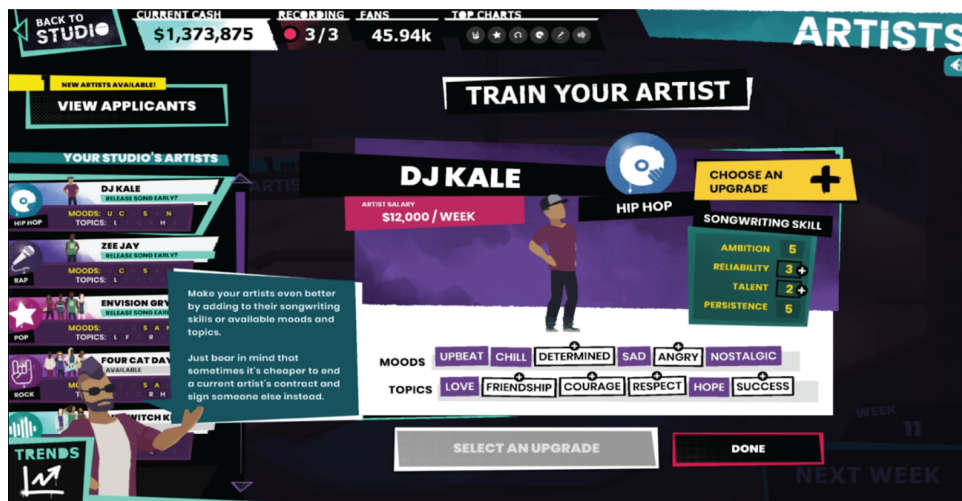 BACK TO
STUDIO
CURRENT CASH
$1,373,875
RECORDING
3/3
FANS
45.94k
TOP CHARTS
ARTISTS
NEW ARTISTS AVAILABLE!
VIEW APPLICANTS
TRAIN YOUR ARTIST
YOUR STUDIO'S ARTISTS
DJ KALE
RELEASE SONG EARLY?
HIP HOP
MOODS: U C D S A N
TOPICS: L F C R H S
ZEE JAY
RELEASE SONG EARLY?
RAP
MOODS: U C D S
TOPICS: L
ENVISION GRY
RELEASE SONG EAR
POP
MOODS: S A N
TOPICS: L F C R H
FOUR CAT DAY
AVAILABLE
ROCK
S A
R H
WITCH K
TRENDS
Make your artists even better
by adding to their songwriting
skills or available moods and
topics.
Just bear in mind that
sometimes it's cheaper to end
a current artist's contract and
sign someone else instead.
DJ KALE
ARTIST SALARY
$12,000 / WEEK
HIP HOP
CHOOSE AN
UPGRADE
SONGWRITING SKILL
AMBITION 5
RELIABILITY 3
TALENT 2
PERSISTENCE 5
MOODS UPBEAT CHILL DETERMINED SAD ANGRY NOSTALGIC
TOPICS LOVE FRIENDSHIP COURAGE RESPECT HOPE SUCCESS
SELECT AN UPGRADE
DONE
WEEK
11
NEXT WEEK